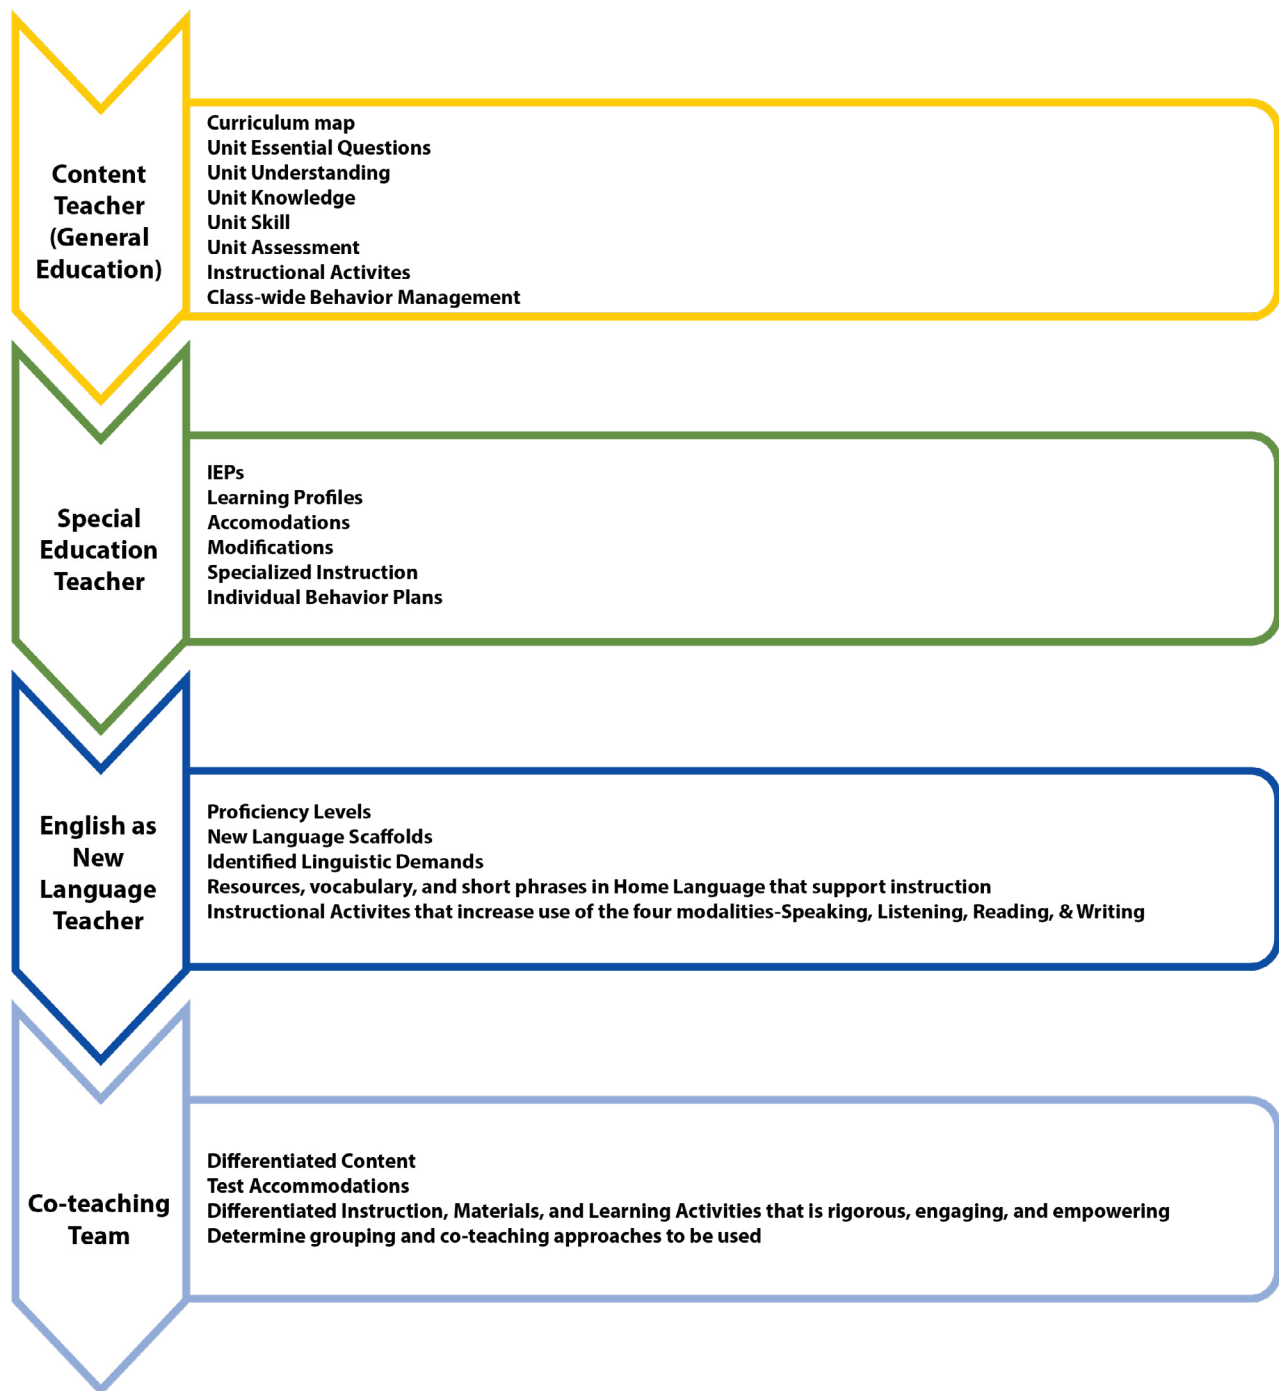 Content
Teacher
(General
Education)
Curriculum map
Unit Essential Questions
Unit Understanding
Unit Knowledge
Unit Skill
Unit Assessment
Instructional Activites
Class-wide Behavior Management
Special
Education
Teacher
IEPs
Learning Profiles
Accomodations
Modifications
Specialized Instruction
Individual Behavior Plans
English as
New
Language
Teacher
Proficiency Levels
New Language Scaffolds
Identified Linguistic Demands
Resources, vocabulary, and short phrases in Home Language that support instruction
Instructional Activites that increase use of the four modalities-Speaking, Listening, Reading, & Writing
Co-teaching
Team
Differentiated Content
Test Accommodations
Differentiated Instruction, Materials, and Learning Activities that is rigorous, engaging, and empowering
Determine grouping and co-teaching approaches to be used